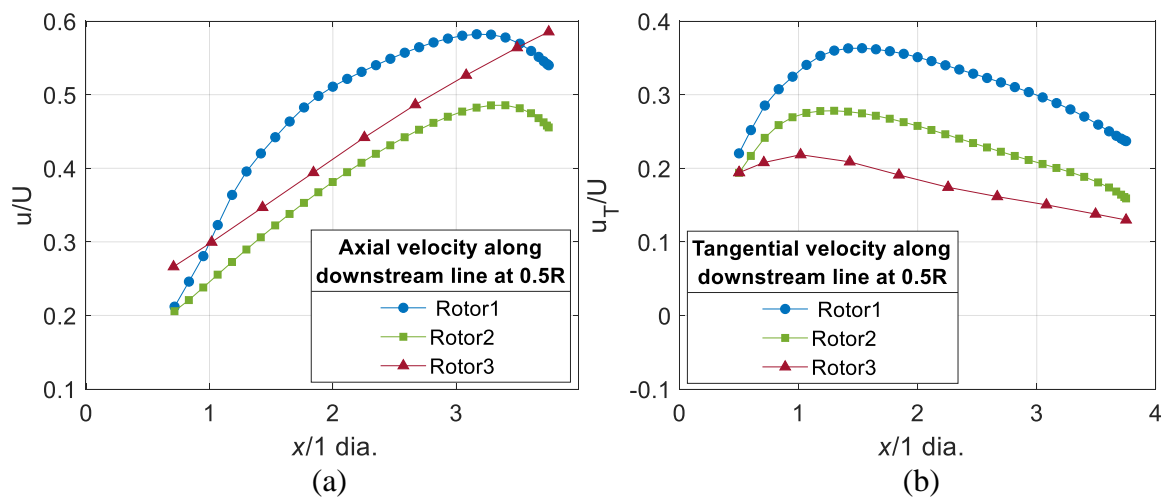 0.6
0.5
0.4
0.3
0.2
0.1
u/U
0 1 2 3
x/1 dia.
Axial velocity along
downstream line at 0.5R
Rotor1
Rotor2
Rotor3
(a)
0.4
0.3
0.2
0.1
0
-0.1
u_T/U
0 1 2 3 4
x/1 dia.
Tangential velocity along
downstream line at 0.5R
Rotor1
Rotor2
Rotor3
(b)